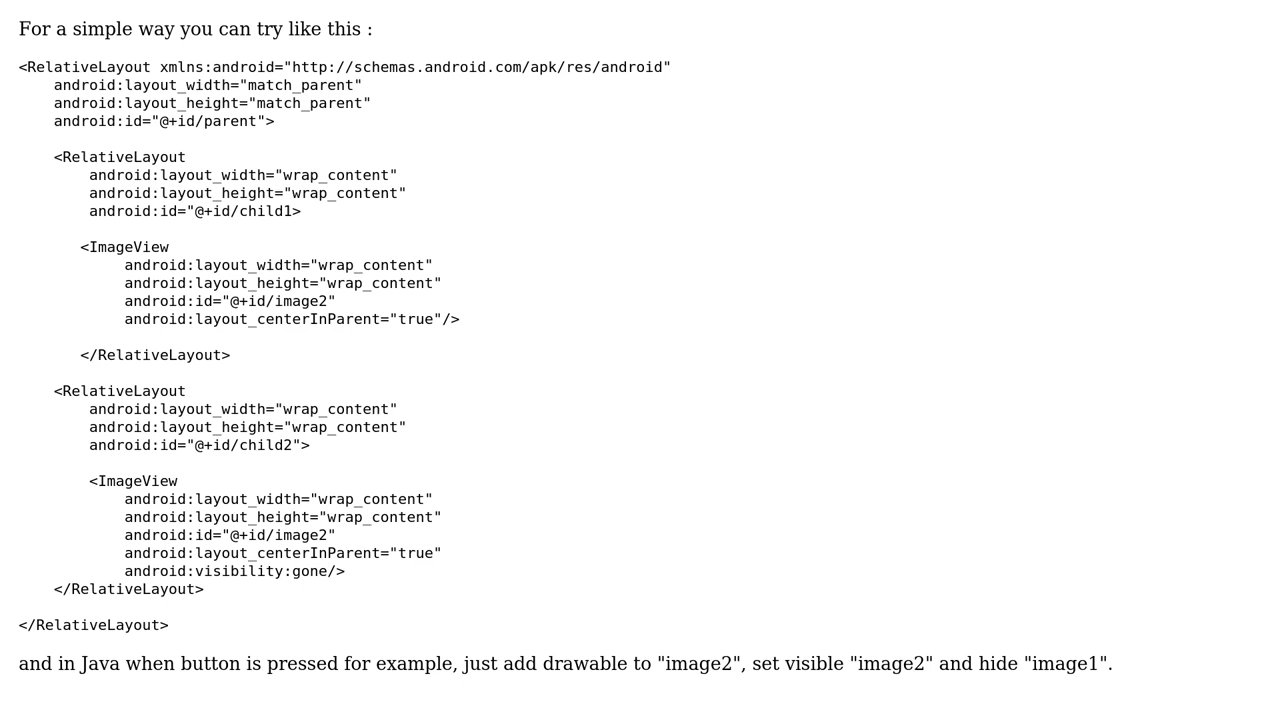 For a simple way you can try like this :
<RelativeLayout xmlns:android="http://schemas.android.com/apk/res/android"
    android:layout_width="match_parent"
    android:layout_height="match_parent"
    android:id="@+id/parent">
    <RelativeLayout
        android:layout_width="wrap_content"
        android:layout_height="wrap_content"
        android:id="@+id/child1>
       <ImageView
            android:layout_width="wrap_content"
            android:layout_height="wrap_content"
            android:id="@+id/image2"
            android:layout_centerInParent="true"/>
       </RelativeLayout>
    <RelativeLayout
        android:layout_width="wrap_content"
        android:layout_height="wrap_content"
        android:id="@+id/child2">
        <ImageView
            android:layout_width="wrap_content"
            android:layout_height="wrap_content"
            android:id="@+id/image2"
            android:layout_centerInParent="true"
            android:visibility:gone/>
    </RelativeLayout>
</RelativeLayout>
and in Java when button is pressed for example, just add drawable to "image2", set visible "image2" and hide "image1".